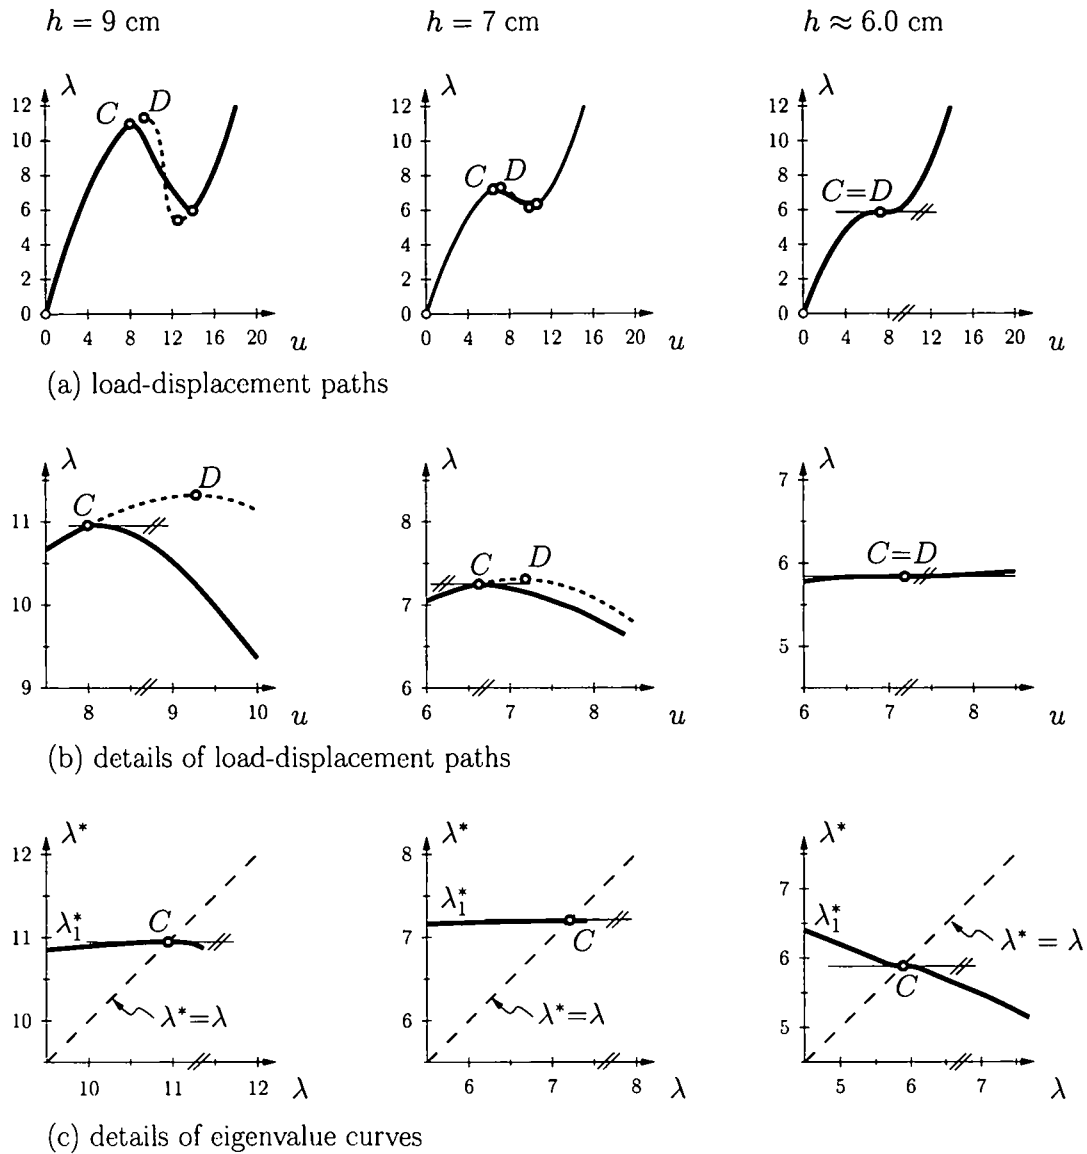 h = 9 cm
h = 7 cm
h ≈ 6.0 cm
λ
12
10
8
6
4
2
0
C
D
0 4 8 12 16 20
u
λ
12
10
8
6
4
2
0
C
D
0 4 8 12 16 20
u
λ
12
10
8
6
4
2
0
C=D
0 4 8 12 16 20
u
(a) load-displacement paths
λ
11
10
9
C
D
8 9 10
u
λ
8
7
6
C
D
6 7 8
u
λ
7
6
5
C=D
6 7 8
u
(b) details of load-displacement paths
λ*
12
11
10
λ₁*
C
λ*=λ
10 11 12
λ
λ*
8
7
6
λ₁*
C
λ*=λ
6 7 8
λ
λ*
7
6
5
λ₁*
C
λ* = λ
5 6 7
λ
(c) details of eigenvalue curves